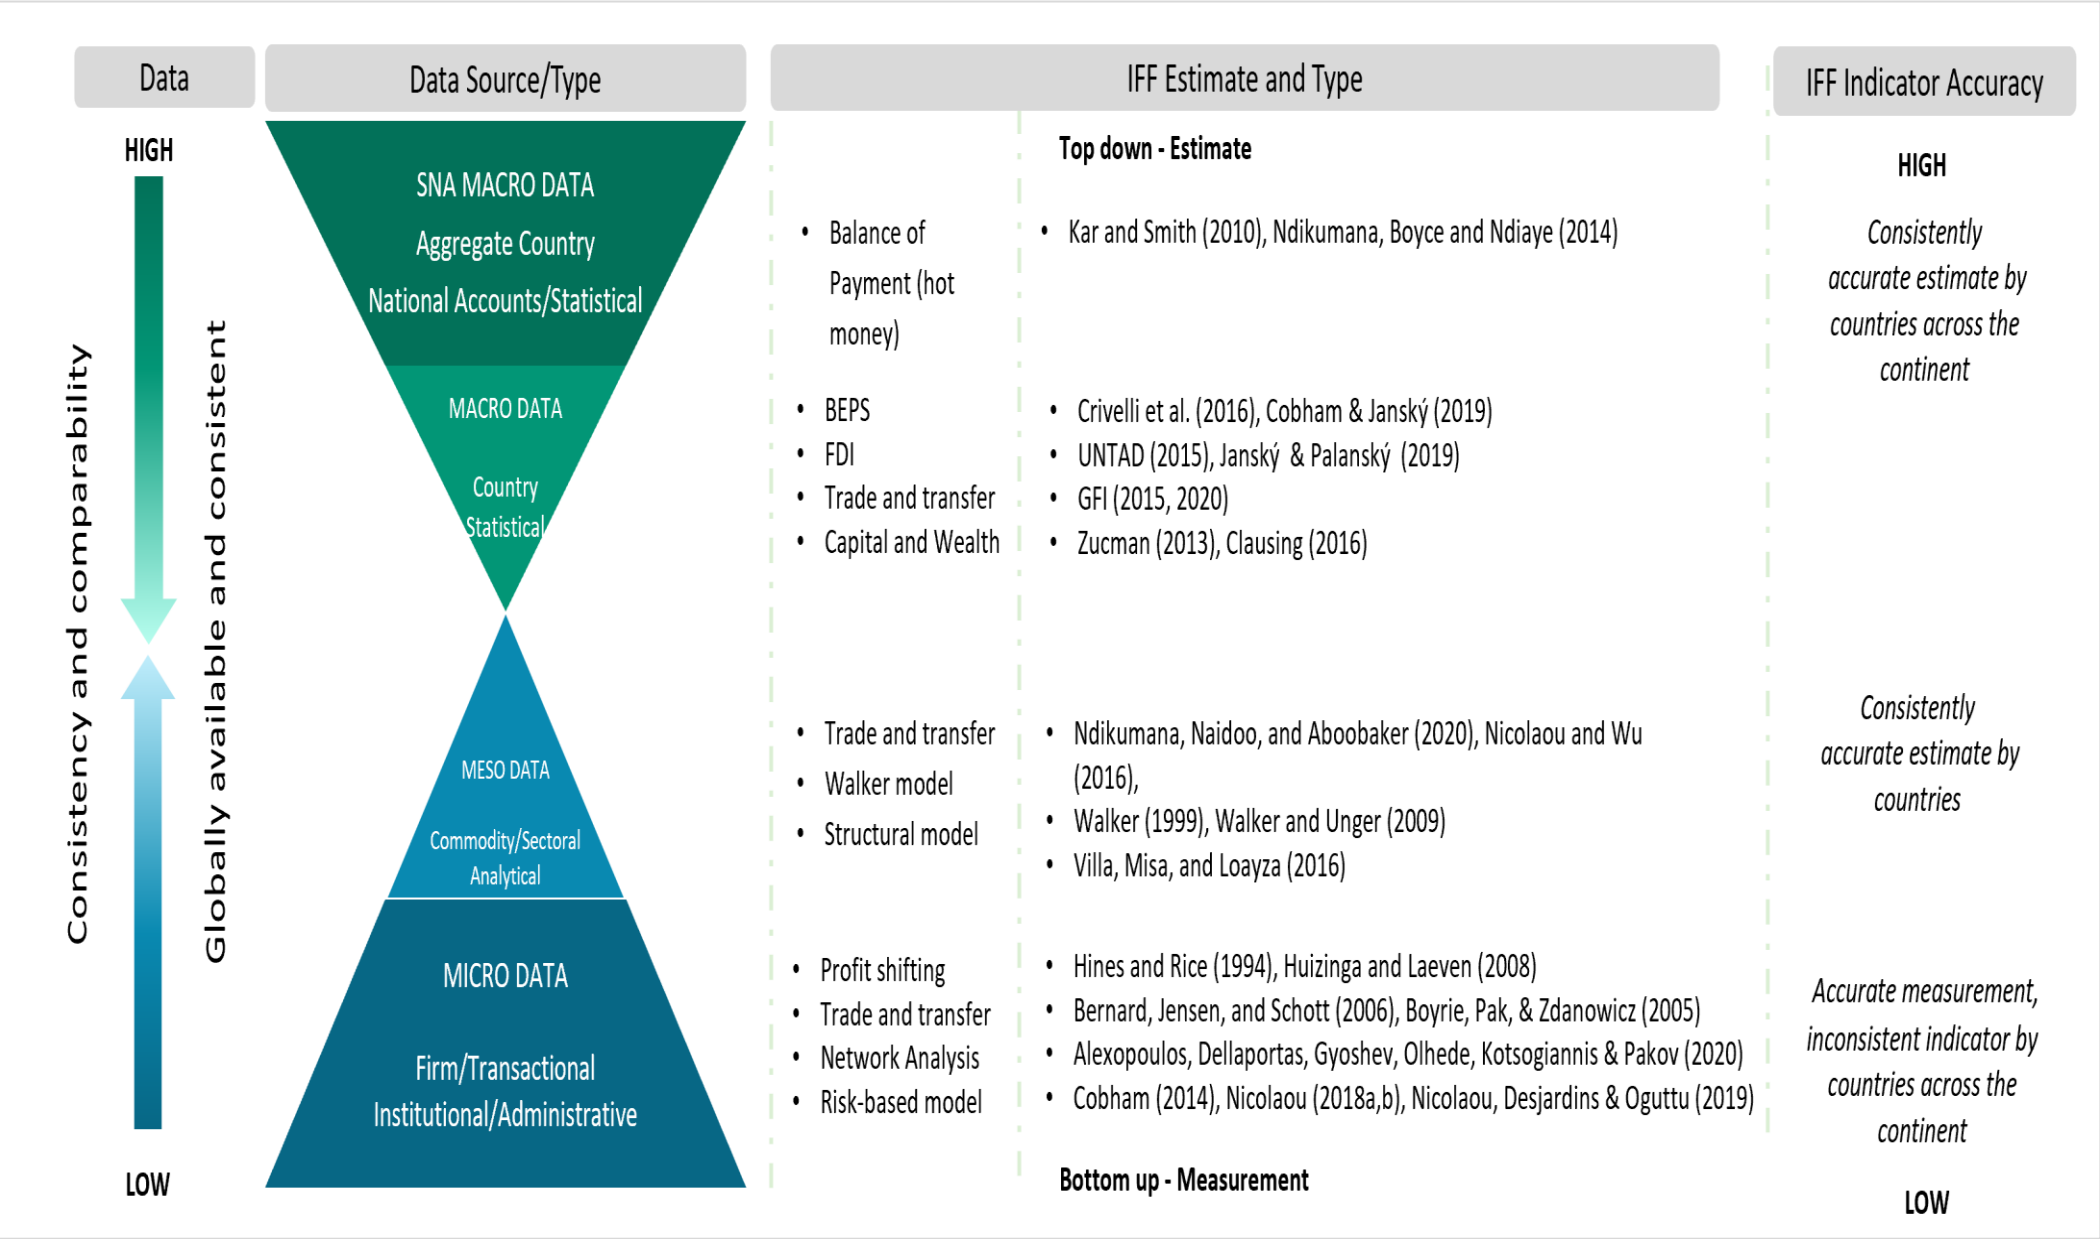 Data
Data Source/Type
IFF Estimate and Type
IFF Indicator Accuracy
HIGH
Consistency and comparability
Globally available and consistent
LOW
SNA MACRO DATA
Aggregate Country
National Accounts/Statistical
MACRO DATA
Country
Statistical
MESO DATA
Commodity/Sectoral
Analytical
MICRO DATA
Firm/Transactional
Institutional/Administrative
Top down - Estimate
• Balance of
Payment (hot
money)
• Kar and Smith (2010), Ndikumana, Boyce and Ndiaye (2014)
• BEPS
• FDI
• Trade and transfer
• Capital and Wealth
• Crivelli et al. (2016), Cobham & Janský (2019)
• UNTAD (2015), Janský & Palanský (2019)
• GFI (2015, 2020)
• Zucman (2013), Clausing (2016)
• Trade and transfer
• Walker model
• Structural model
• Ndikumana, Naidoo, and Aboobaker (2020), Nicolaou and Wu
(2016),
• Walker (1999), Walker and Unger (2009)
• Villa, Misa, and Loayza (2016)
• Profit shifting
• Trade and transfer
• Network Analysis
• Risk-based model
• Hines and Rice (1994), Huizinga and Laeven (2008)
• Bernard, Jensen, and Schott (2006), Boyrie, Pak, & Zdanowicz (2005)
• Alexopoulos, Dellaportas, Gyoshev, Olhede, Kotsogiannis & Pakov (2020)
• Cobham (2014), Nicolaou (2018a,b), Nicolaou, Desjardins & Oguttu (2019)
Bottom up - Measurement
HIGH
Consistently
accurate estimate by
countries across the
continent
Consistently
accurate estimate by
countries
Accurate measurement,
inconsistent indicator by
countries across the
continent
LOW